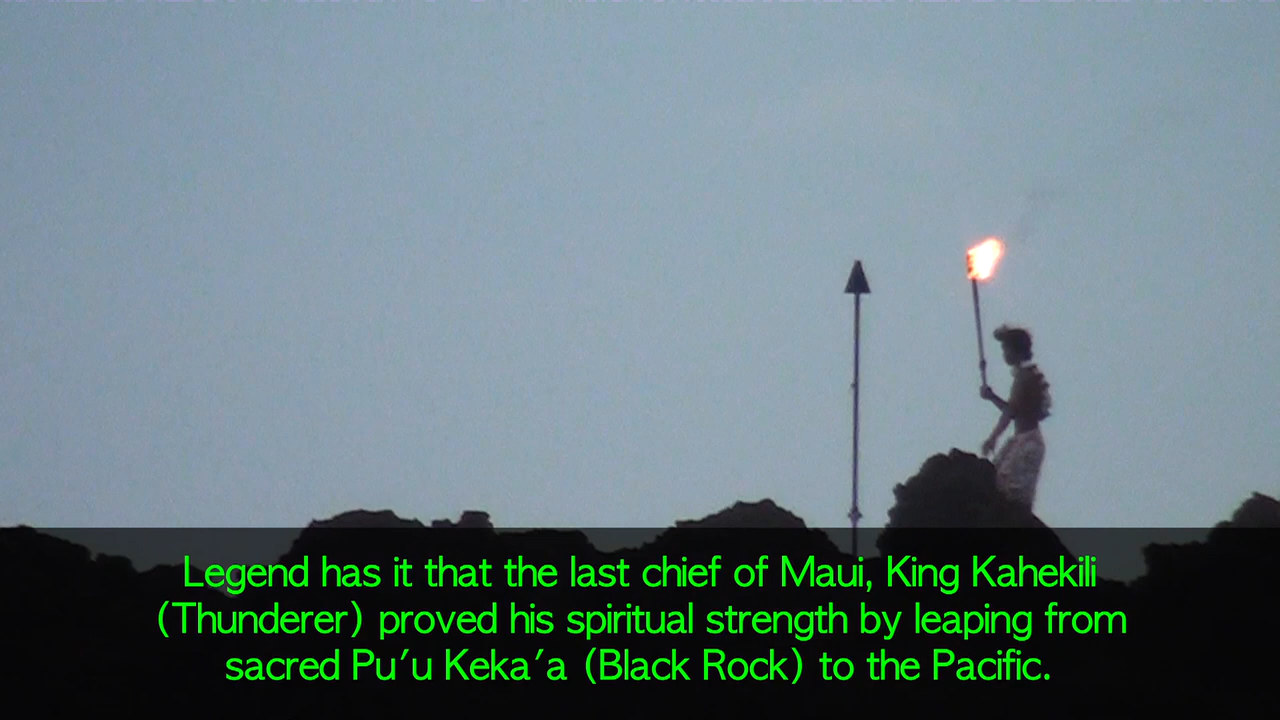 Legend has it that the last chief of Maui, King Kahekili
(Thunderer) proved his spiritual strength by leaping from
sacred Pu′u Keka′a (Black Rock) to the Pacific.